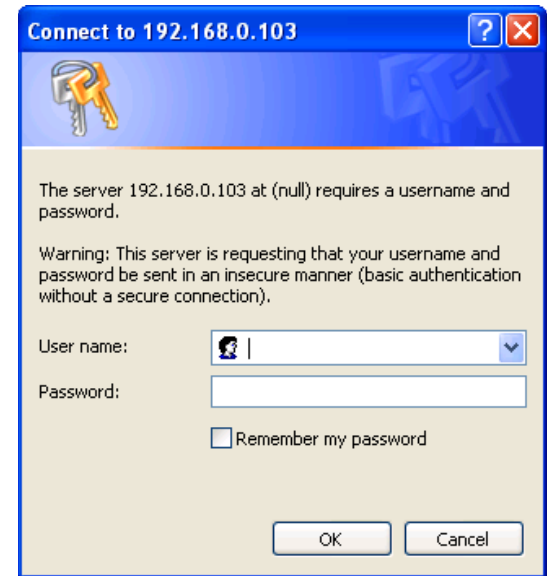 Connect to 192.168.0.103
The server 192.168.0.103 at (null) requires a username and
password.
Warning: This server is requesting that your username and
password be sent in an insecure manner (basic authentication
without a secure connection).
User name:
Password:
Remember my password
OK Cancel